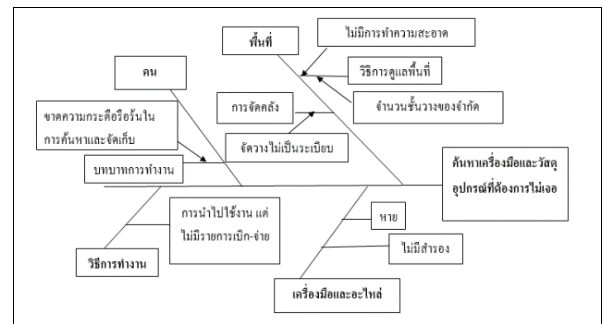 พื้นที่
ไม่มีการทำความสะอาด
วิธีการดูแลพื้นที่
จำนวนชั้นวางของจำกัด
คน
การจัดคลัง
จัดวางไม่เป็นระเบียบ
ขาดความกระตือรือร้นใน
การค้นหาและจัดเก็บ
บทบาทการทำงาน
ค้นหาเครื่องมือและวัสดุ
อุปกรณ์ที่ต้องการไม่เจอ
การนำไปใช้งาน แต่
ไม่มีรายการเบิก-จ่าย
วิธีการทำงาน
หาย
ไม่มีสำรอง
เครื่องมือและอะไหล่